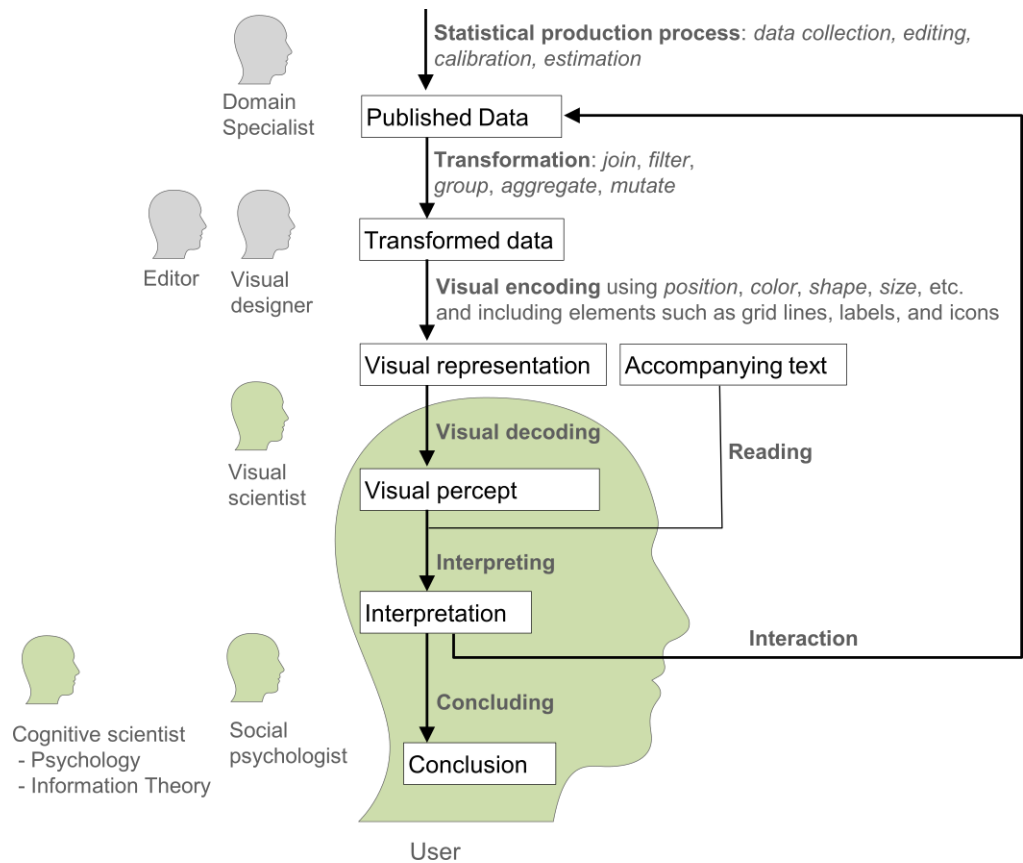 Statistical production process: data collection, editing,
calibration, estimation
Domain
Specialist
Published Data
Transformation: join, filter,
group, aggregate, mutate
Transformed data
Editor
Visual
designer
Visual encoding using position, color, shape, size, etc.
and including elements such as grid lines, labels, and icons
Visual representation
Accompanying text
Visual decoding
Reading
Visual
scientist
Visual percept
Interpreting
Interpretation
Interaction
Concluding
Cognitive scientist
- Psychology
- Information Theory
Social
psychologist
Conclusion
User